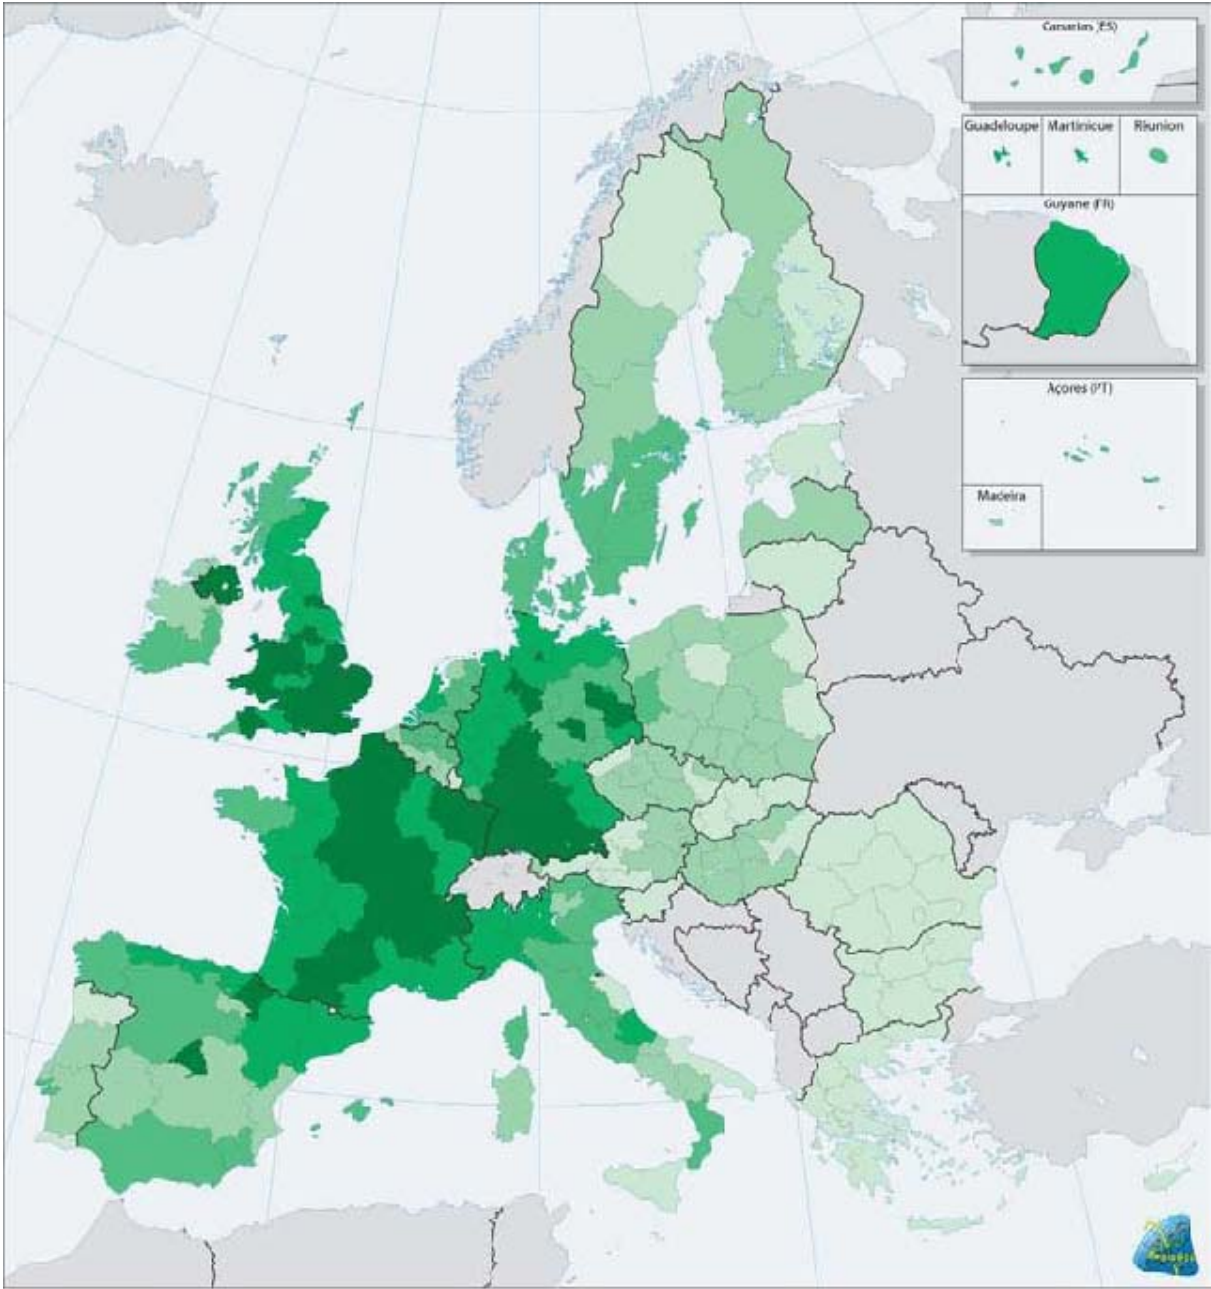 Canarias (ES)
Guadeloupe
Martinicue
Réunion
Guyane (FR)
Açores (PT)
Madeira